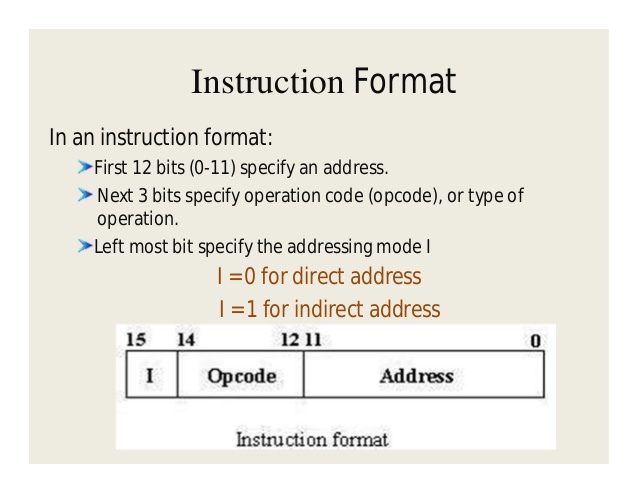 Instruction Format
In an instruction format:
First 12 bits (0-11) specify an address.
Next 3 bits specify operation code (opcode), or type of
operation.
Left most bit specify the addressing mode I
I =0 for direct address
I =1 for indirect address
15 14 12 11 0
I Opcode Address
Instruction format